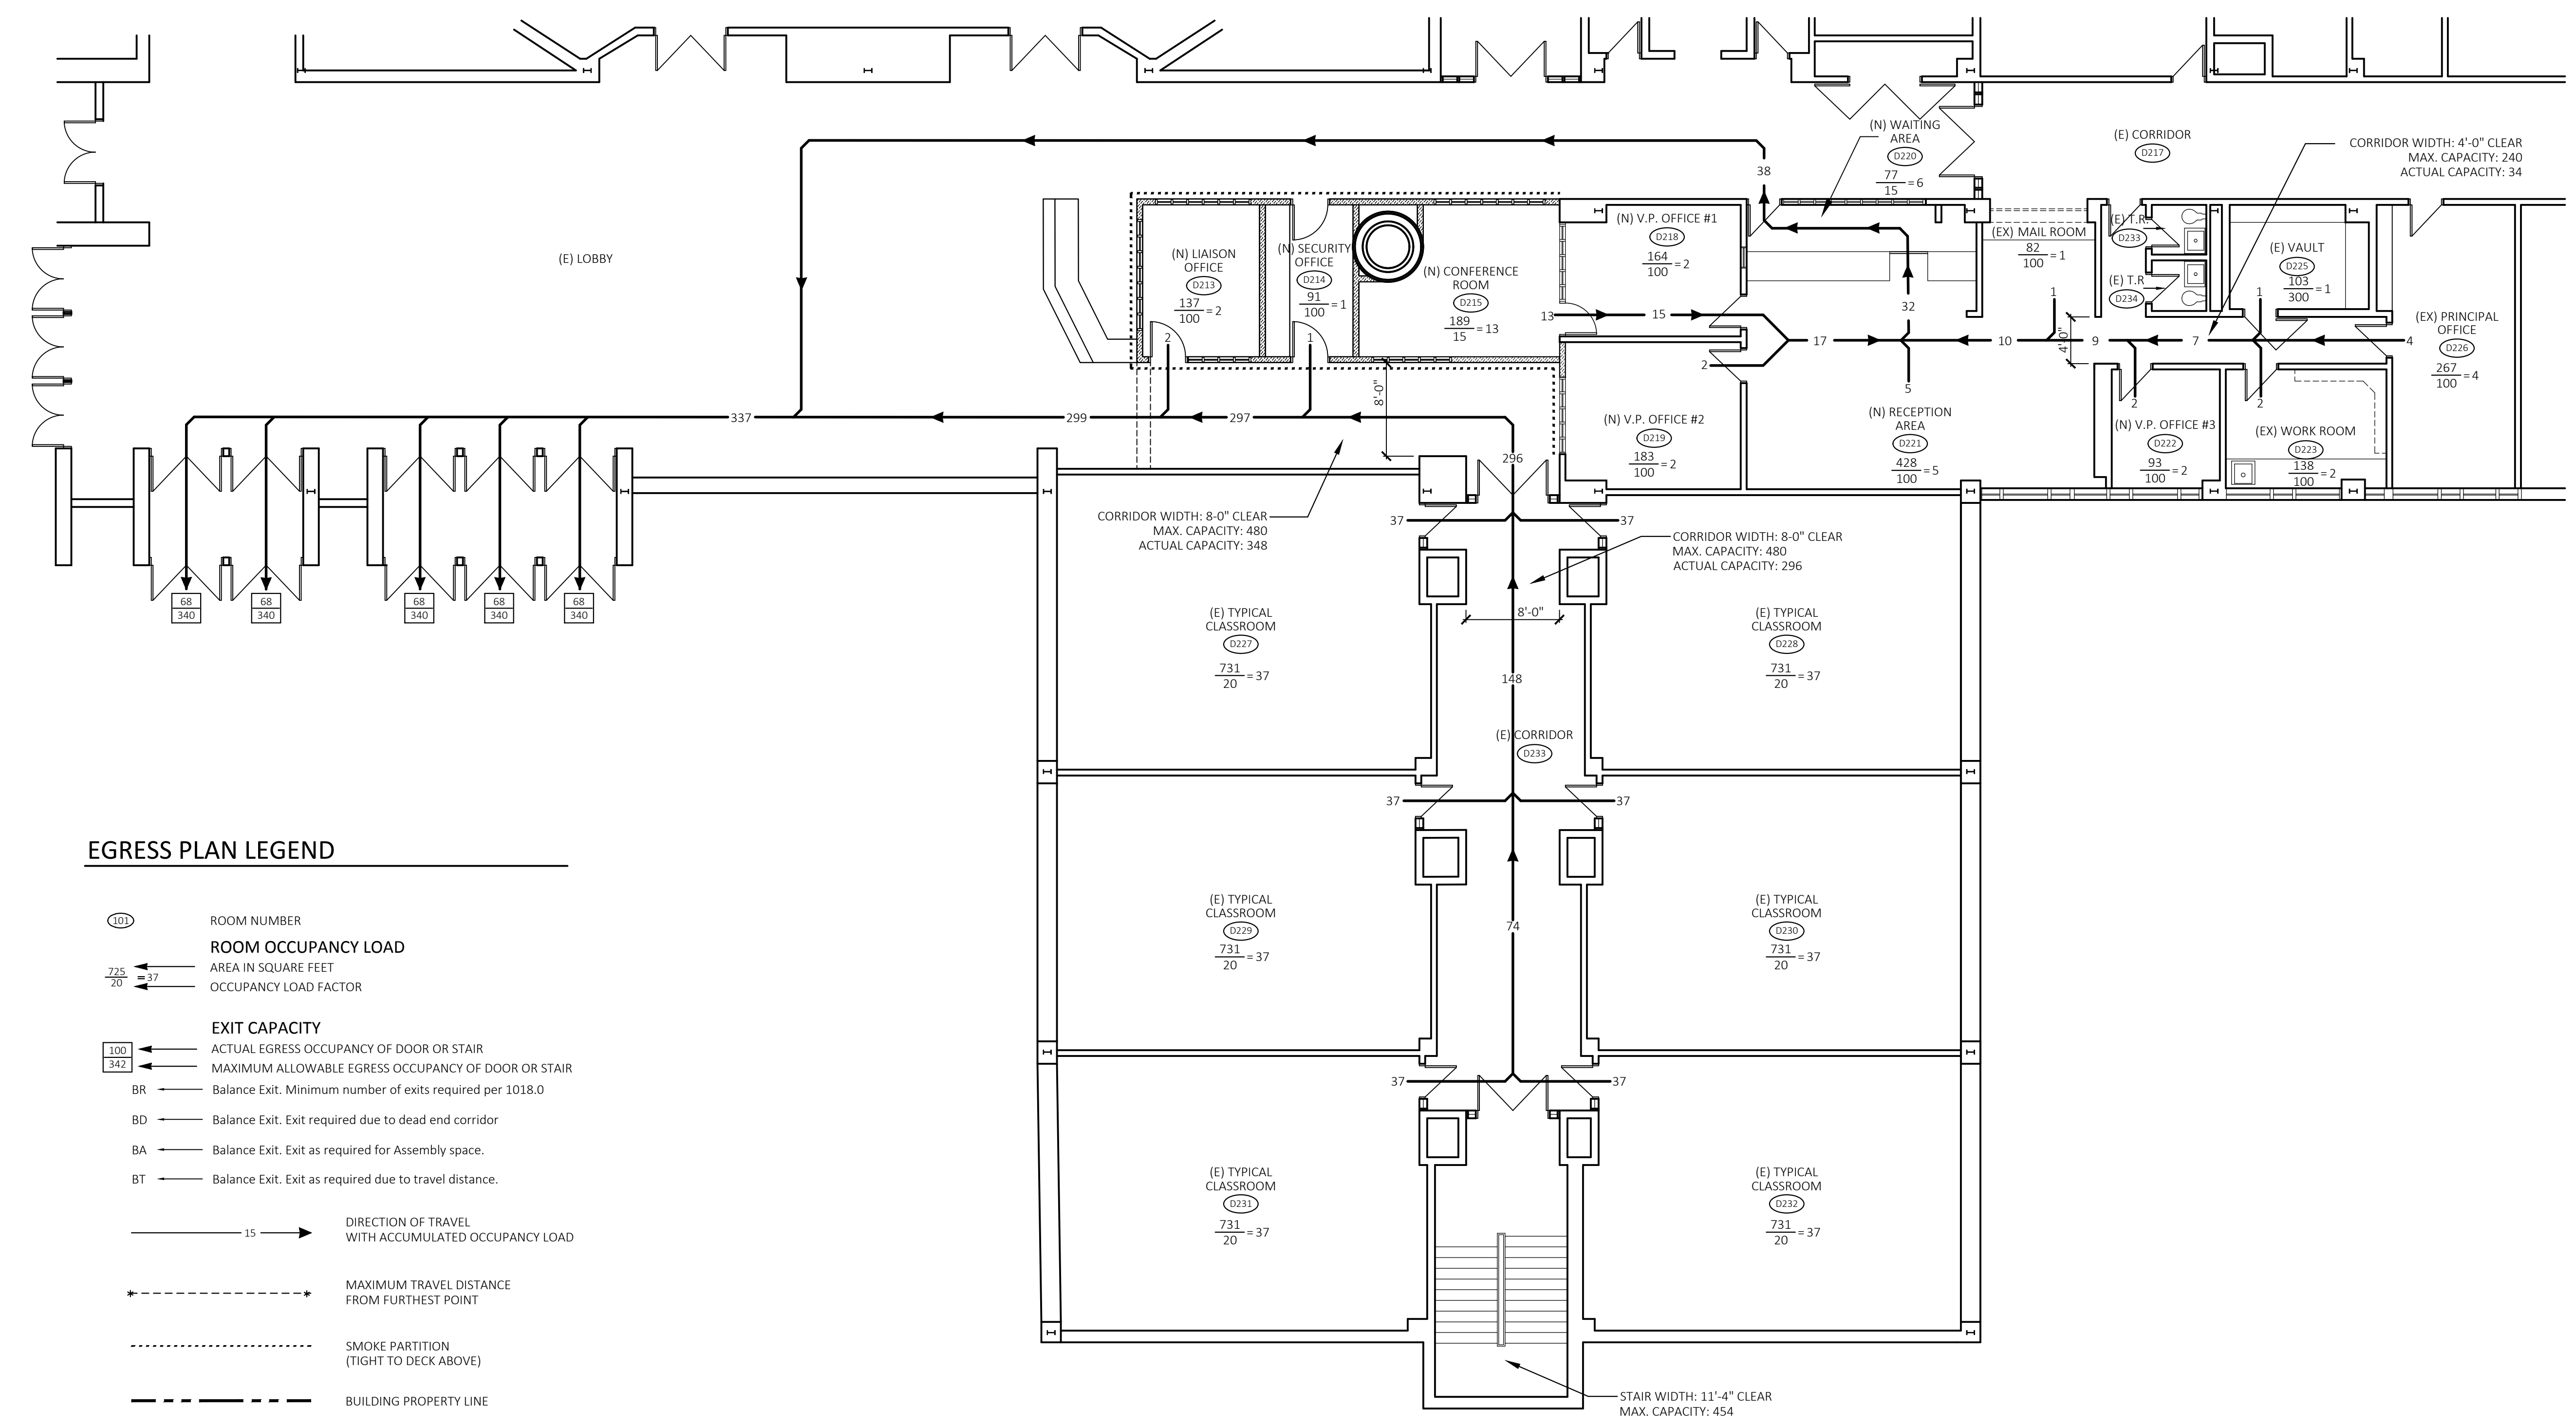 (N) WAITING
AREA
D220
77
15
=6
(E) CORRIDOR
D217
CORRIDOR WIDTH: 4'-0" CLEAR
MAX. CAPACITY: 240
ACTUAL CAPACITY: 34
38
(E) LOBBY
(N) LIAISON
OFFICE
D213
137
100
=2
(N) SECURITY
OFFICE
D214
91
100
=1
(N) CONFERENCE
ROOM
D215
189
15
=13
(N) V.P. OFFICE #1
D218
164
100
=2
(EX) MAIL ROOM
82
100
=1
(E) T.R.
D233
(E) T.R
D234
(E) VAULT
D225
103
300
=1
(EX) PRINCIPAL
OFFICE
D226
267
100
=4
2
1
13
15
32
1
1
17
10
4'-0"
9
7
4
2
5
2
2
8'-0"
337
299
297
296
(N) V.P. OFFICE #2
D219
183
100
=2
(N) RECEPTION
AREA
D221
428
100
=5
(N) V.P. OFFICE #3
D222
93
100
=2
(EX) WORK ROOM
D223
138
100
=2
CORRIDOR WIDTH: 8-0" CLEAR
MAX. CAPACITY: 480
ACTUAL CAPACITY: 348
37
37
CORRIDOR WIDTH: 8-0" CLEAR
MAX. CAPACITY: 480
ACTUAL CAPACITY: 296
68
340
68
340
68
340
68
340
68
340
8'-0"
(E) TYPICAL
CLASSROOM
D227
731
20
=37
(E) TYPICAL
CLASSROOM
D228
731
20
=37
148
(E) CORRIDOR
D233
37
37
(E) TYPICAL
CLASSROOM
D229
731
20
=37
74
(E) TYPICAL
CLASSROOM
D230
731
20
=37
37
37
(E) TYPICAL
CLASSROOM
D231
731
20
=37
(E) TYPICAL
CLASSROOM
D232
731
20
=37
STAIR WIDTH: 11'-4" CLEAR
MAX. CAPACITY: 454
EGRESS PLAN LEGEND
101
ROOM NUMBER
ROOM OCCUPANCY LOAD
725
20
=37
AREA IN SQUARE FEET
OCCUPANCY LOAD FACTOR
EXIT CAPACITY
100
342
ACTUAL EGRESS OCCUPANCY OF DOOR OR STAIR
MAXIMUM ALLOWABLE EGRESS OCCUPANCY OF DOOR OR STAIR
BR Balance Exit. Minimum number of exits required per 1018.0
BD Balance Exit. Exit required due to dead end corridor
BA Balance Exit. Exit as required for Assembly space.
BT Balance Exit. Exit as required due to travel distance.
15
DIRECTION OF TRAVEL
WITH ACCUMULATED OCCUPANCY LOAD
MAXIMUM TRAVEL DISTANCE
FROM FURTHEST POINT
SMOKE PARTITION
(TIGHT TO DECK ABOVE)
BUILDING PROPERTY LINE